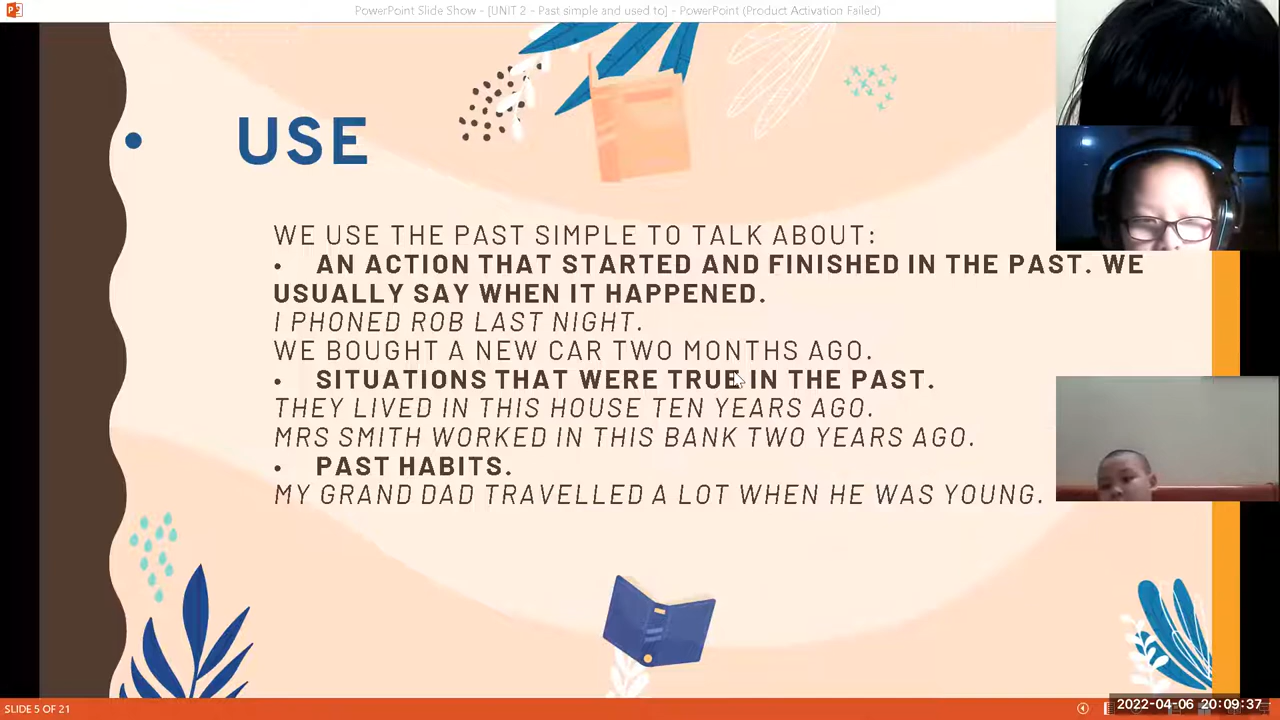 PowerPoint Slide Show - [UNIT 2 - Past simple and used to] - PowerPoint (Product Activation Failed)
• USE
WE USE THE PAST SIMPLE TO TALK ABOUT:
• AN ACTION THAT STARTED AND FINISHED IN THE PAST. WE
USUALLY SAY WHEN IT HAPPENED.
I PHONED ROB LAST NIGHT.
WE BOUGHT A NEW CAR TWO MONTHS AGO.
• SITUATIONS THAT WERE TRUE IN THE PAST.
THEY LIVED IN THIS HOUSE TEN YEARS AGO.
MRS SMITH WORKED IN THIS BANK TWO YEARS AGO.
• PAST HABITS.
MY GRAND DAD TRAVELLED A LOT WHEN HE WAS YOUNG.
SLIDE 5 OF 21
2022-04-06 20:09:37